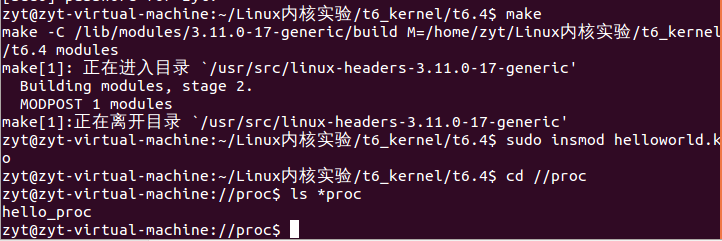 zyt@zyt-virtual-machine:~/Linux内核实验/t6_kernel/t6.4$ make
make -C /lib/modules/3.11.0-17-generic/build M=/home/zyt/Linux内核实验/t6_kernel
/t6.4 modules
make[1]: 正在进入目录 `/usr/src/linux-headers-3.11.0-17-generic'
  Building modules, stage 2.
  MODPOST 1 modules
make[1]:正在离开目录 `/usr/src/linux-headers-3.11.0-17-generic'
zyt@zyt-virtual-machine:~/Linux内核实验/t6_kernel/t6.4$ sudo insmod helloworld.k
o
zyt@zyt-virtual-machine:~/Linux内核实验/t6_kernel/t6.4$ cd //proc
zyt@zyt-virtual-machine://proc$ ls *proc
hello_proc
zyt@zyt-virtual-machine://proc$